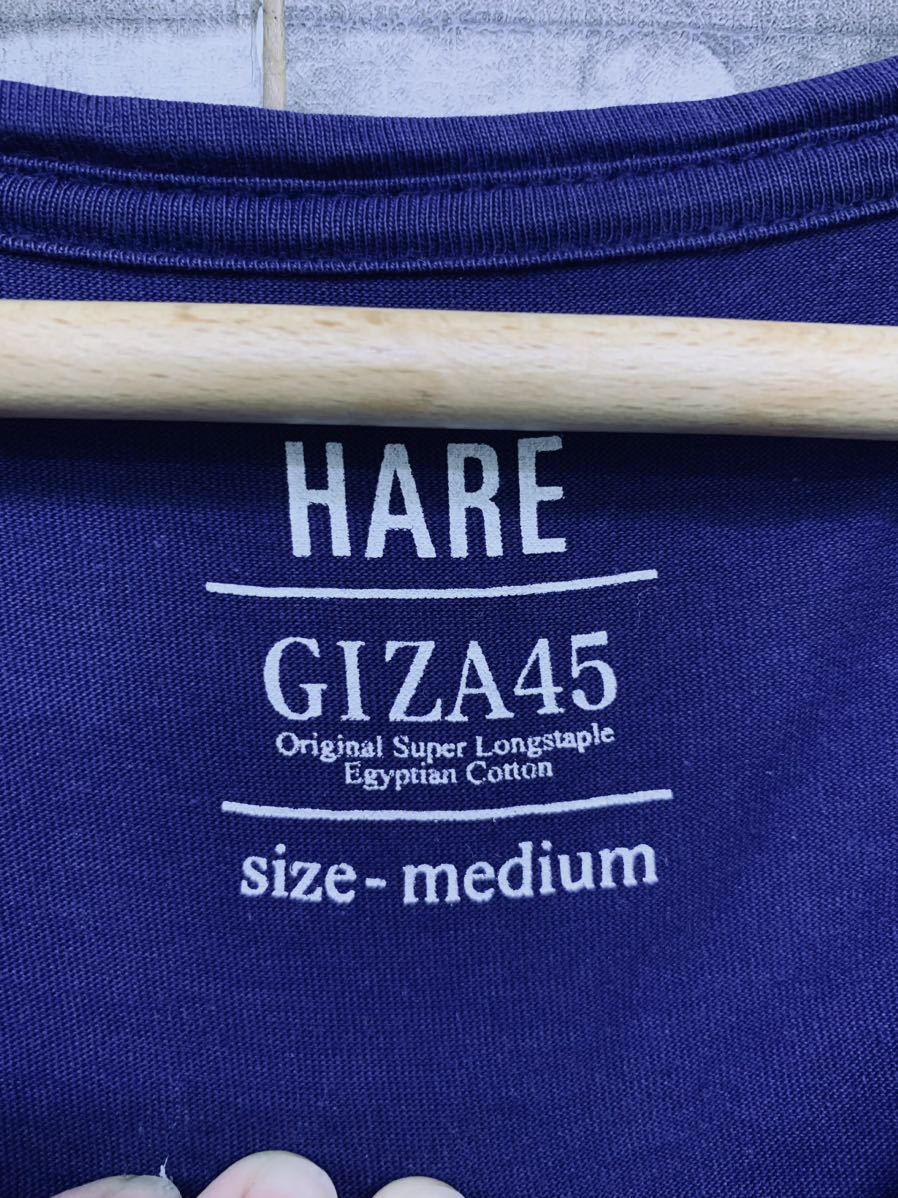 HARE
GIZA45
Original Super Longstaple
Egyptian Cotton
size - medium